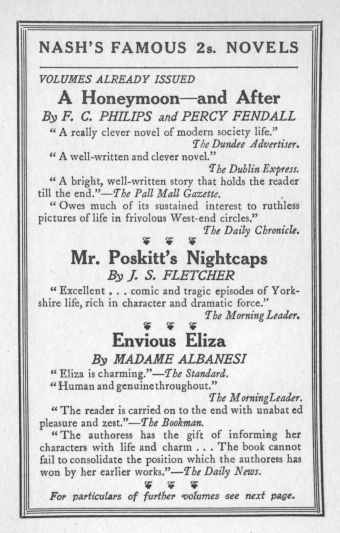 NASH'S FAMOUS 2s. NOVELS
VOLUMES ALREADY ISSUED
A Honeymoon—and After
By F. C. PHILIPS and PERCY FENDALL
"A really clever novel of modern society life."
The Dundee Advertiser.
"A well-written and clever novel."
The Dublin Express.
"A bright, well-written story that holds the reader
till the end."—The Pall Mall Gazette.
"Owes much of its sustained interest to ruthless
pictures of life in frivolous West-end circles."
The Daily Chronicle.
Mr. Poskitt's Nightcaps
By J. S. FLETCHER
"Excellent . . . comic and tragic episodes of York-
shire life, rich in character and dramatic force."
The Morning Leader.
Envious Eliza
By MADAME ALBANESI
"Eliza is charming."—The Standard.
"Human and genuine throughout."
The Morning Leader.
"The reader is carried on to the end with unabat ed
pleasure and zest."—The Bookman.
"The authoress has the gift of informing her
characters with life and charm . . . The book cannot
fail to consolidate the position which the authoress has
won by her earlier works."—The Daily News.
For particulars of further volumes see next page.